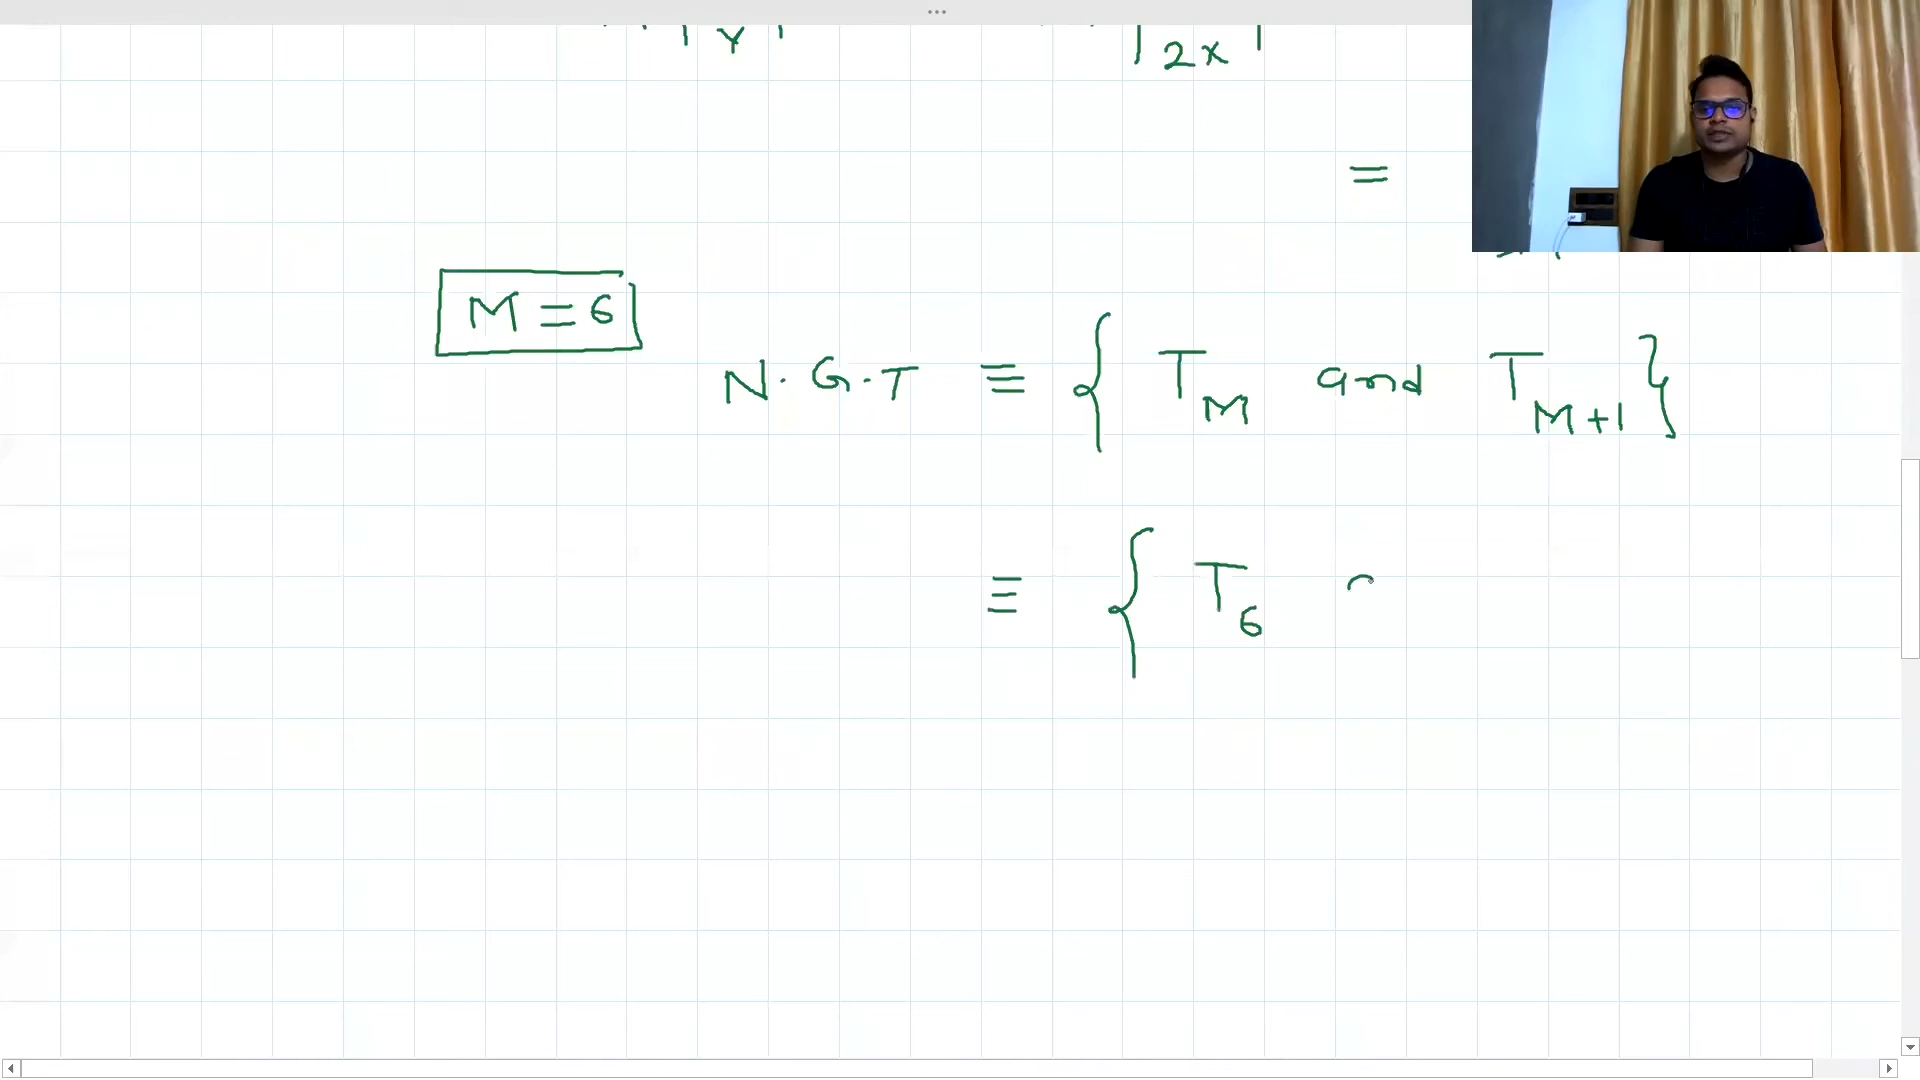 y 2x
=
M = 6
N.G.T ≡ { T_M and T_M+1 }
≡ { T_6